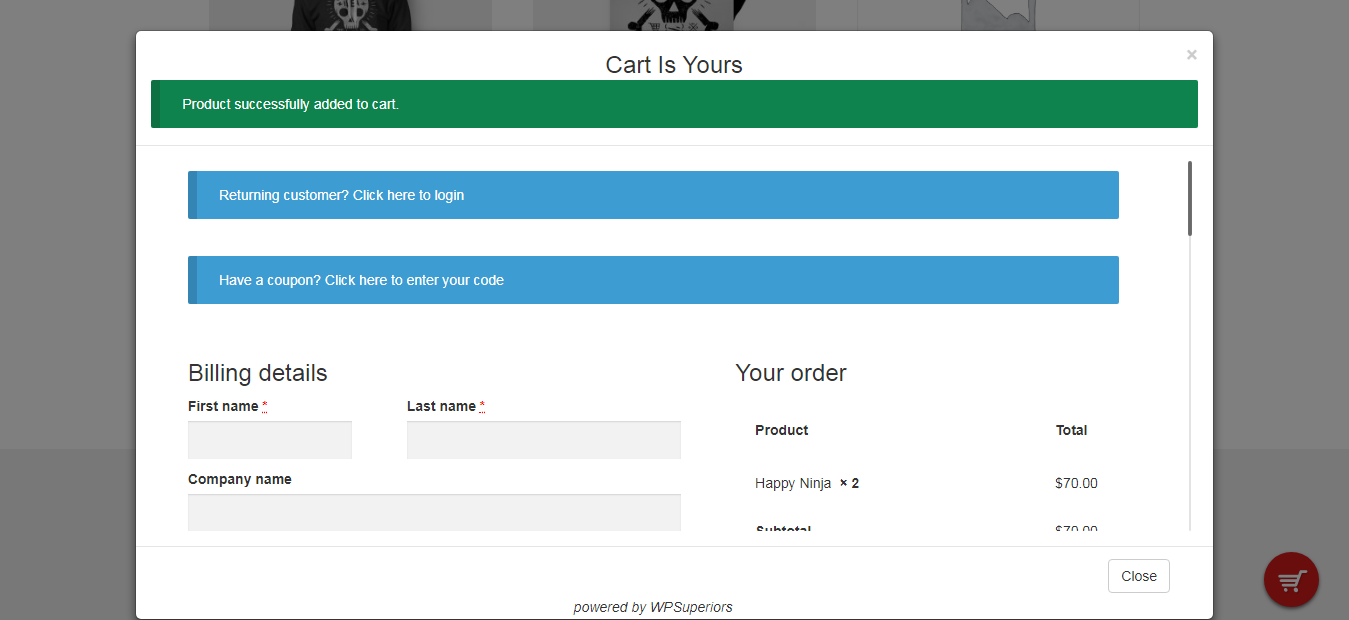 Cart Is Yours
×
Product successfully added to cart.
Returning customer? Click here to login
Have a coupon? Click here to enter your code
Billing details
First name *
Last name *
Company name
Your order
Product Total
Happy Ninja × 2 $70.00
Subtotal $70.00
Close
powered by WPSuperiors